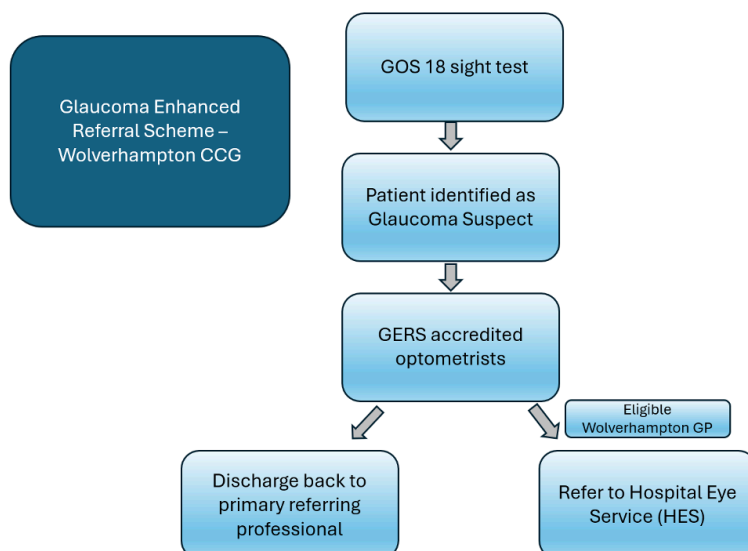 Glaucoma Enhanced
Referral Scheme –
Wolverhampton CCG
GOS 18 sight test
Patient identified as
Glaucoma Suspect
GERS accredited
optometrists
Eligible
Wolverhampton GP
Discharge back to
primary referring
professional
Refer to Hospital Eye
Service (HES)